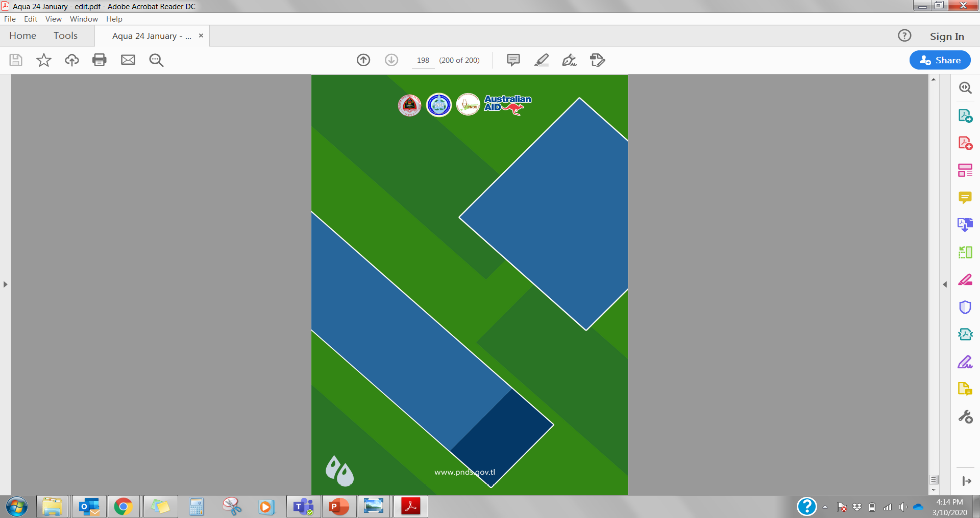 Aqua 24 January - edit.pdf - Adobe Acrobat Reader DC
File Edit View Window Help
Home Tools Aqua 24 January - ... × Sign In
198 (200 of 200) Share
Australian
AID
www.pnds.gov.tl
4:14 PM
3/10/2020